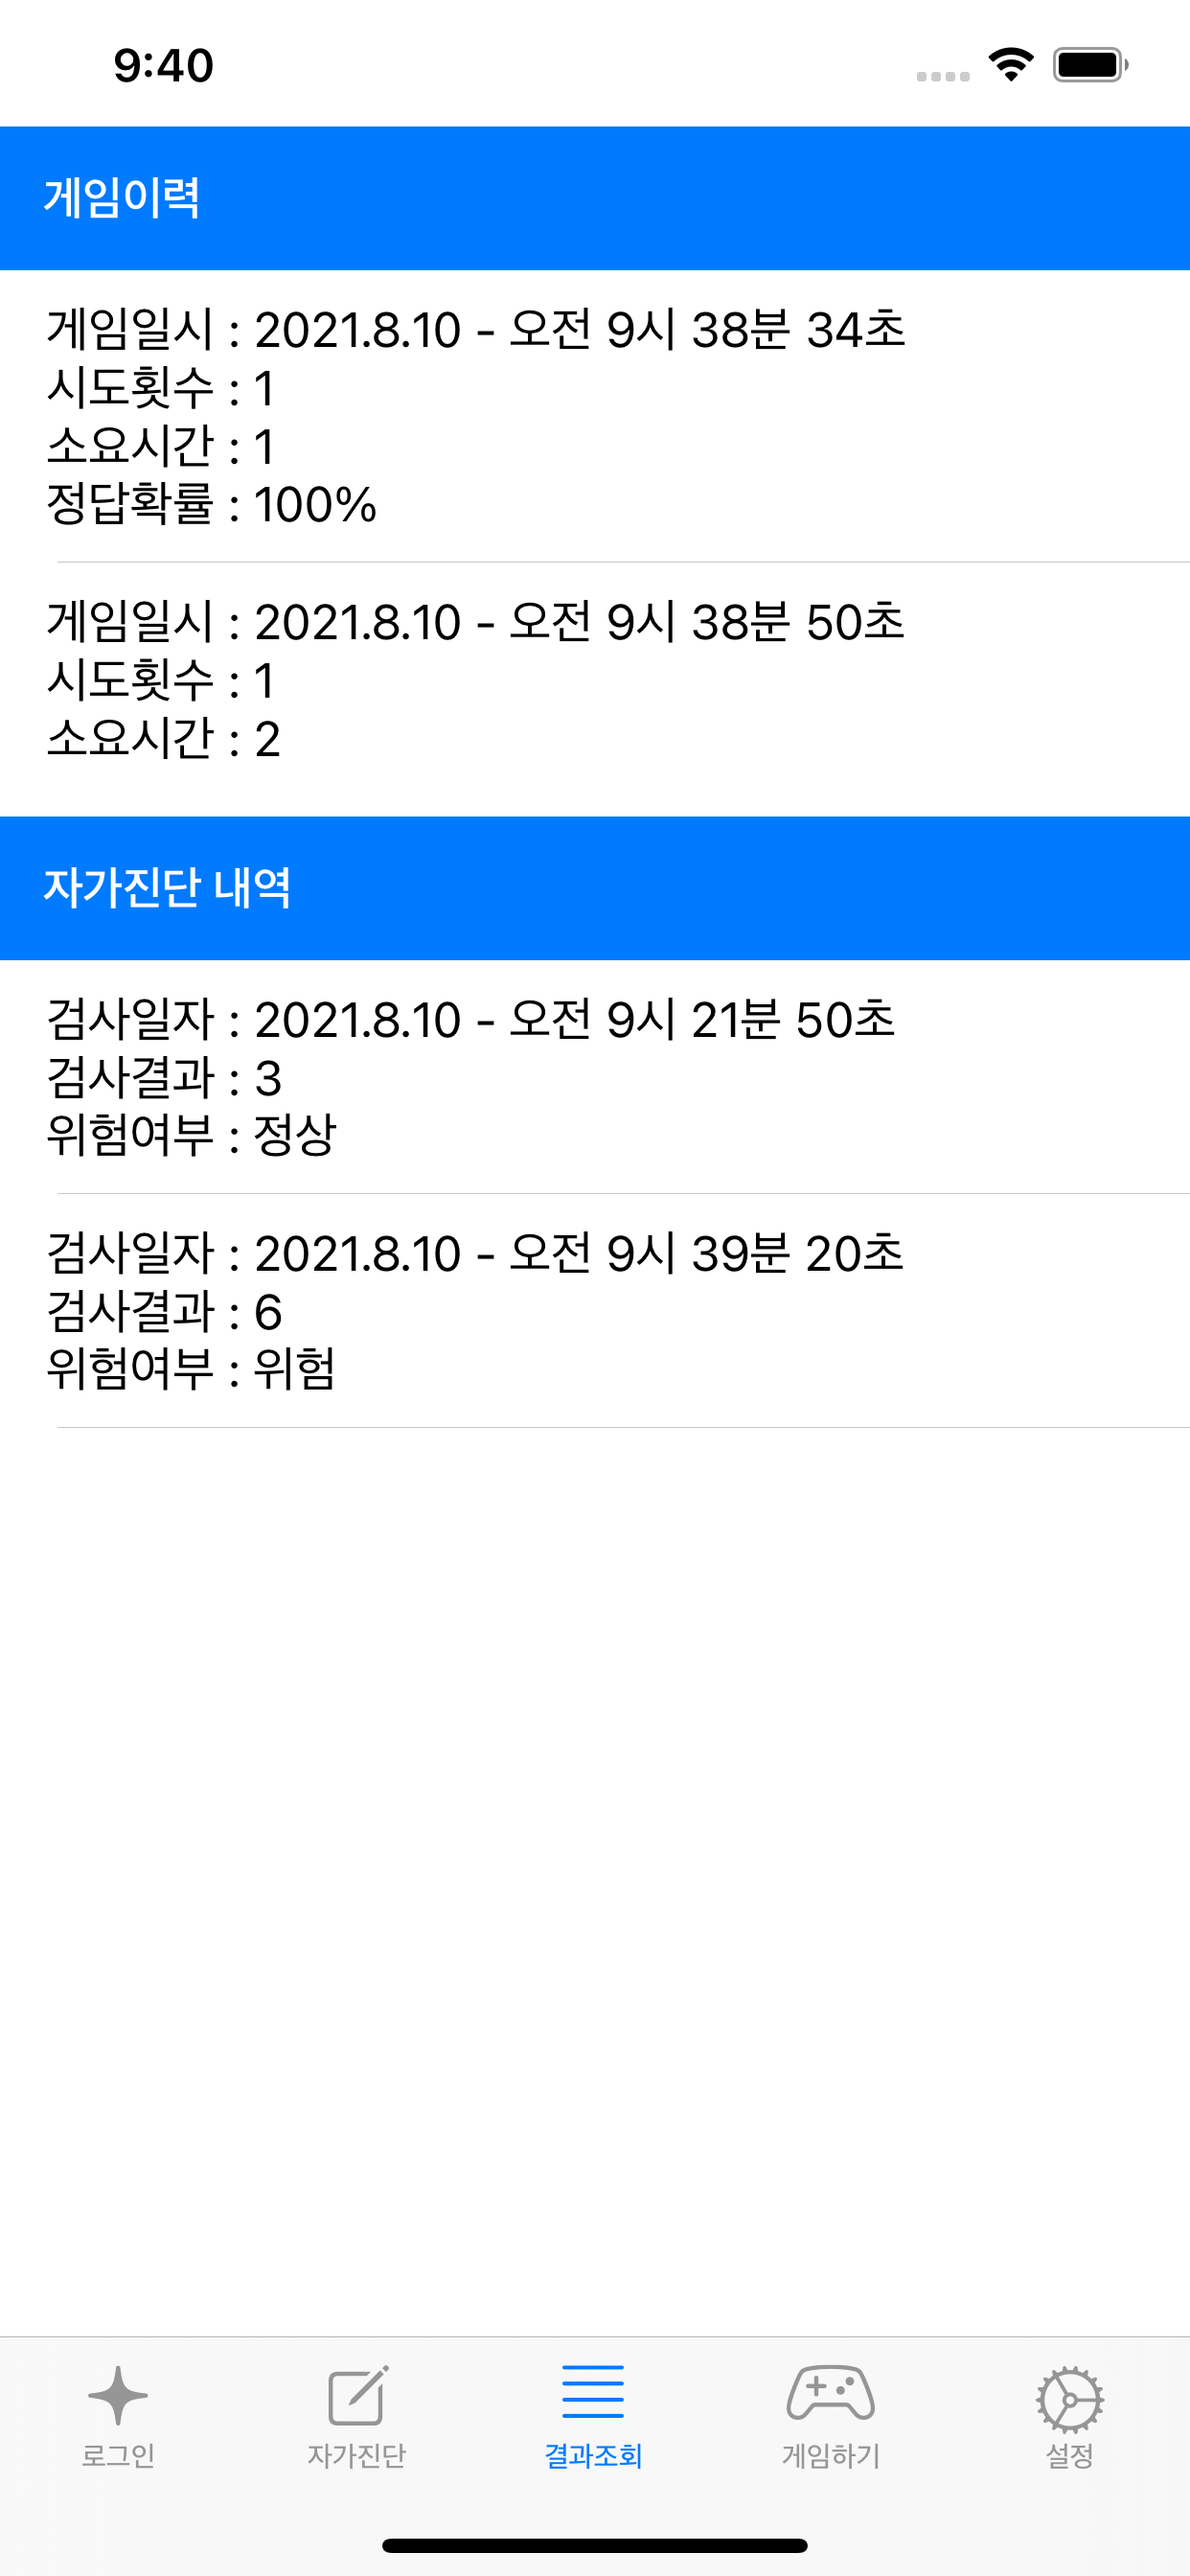 9:40
게임이력
게임일시 : 2021.8.10 - 오전 9시 38분 34초
시도횟수 : 1
소요시간 : 1
정답확률 : 100%
게임일시 : 2021.8.10 - 오전 9시 38분 50초
시도횟수 : 1
소요시간 : 2
자가진단 내역
검사일자 : 2021.8.10 - 오전 9시 21분 50초
검사결과 : 3
위험여부 : 정상
검사일자 : 2021.8.10 - 오전 9시 39분 20초
검사결과 : 6
위험여부 : 위험
로그인 자가진단 결과조회 게임하기 설정